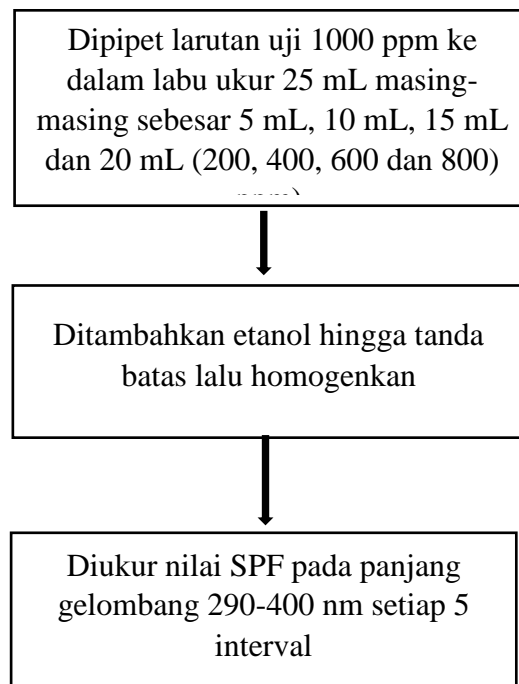 Dipipet larutan uji 1000 ppm ke
dalam labu ukur 25 mL masing-
masing sebesar 5 mL, 10 mL, 15 mL
dan 20 mL (200, 400, 600 dan 800)
ppm)
Ditambahkan etanol hingga tanda
batas lalu homogenkan
Diukur nilai SPF pada panjang
gelombang 290-400 nm setiap 5
interval